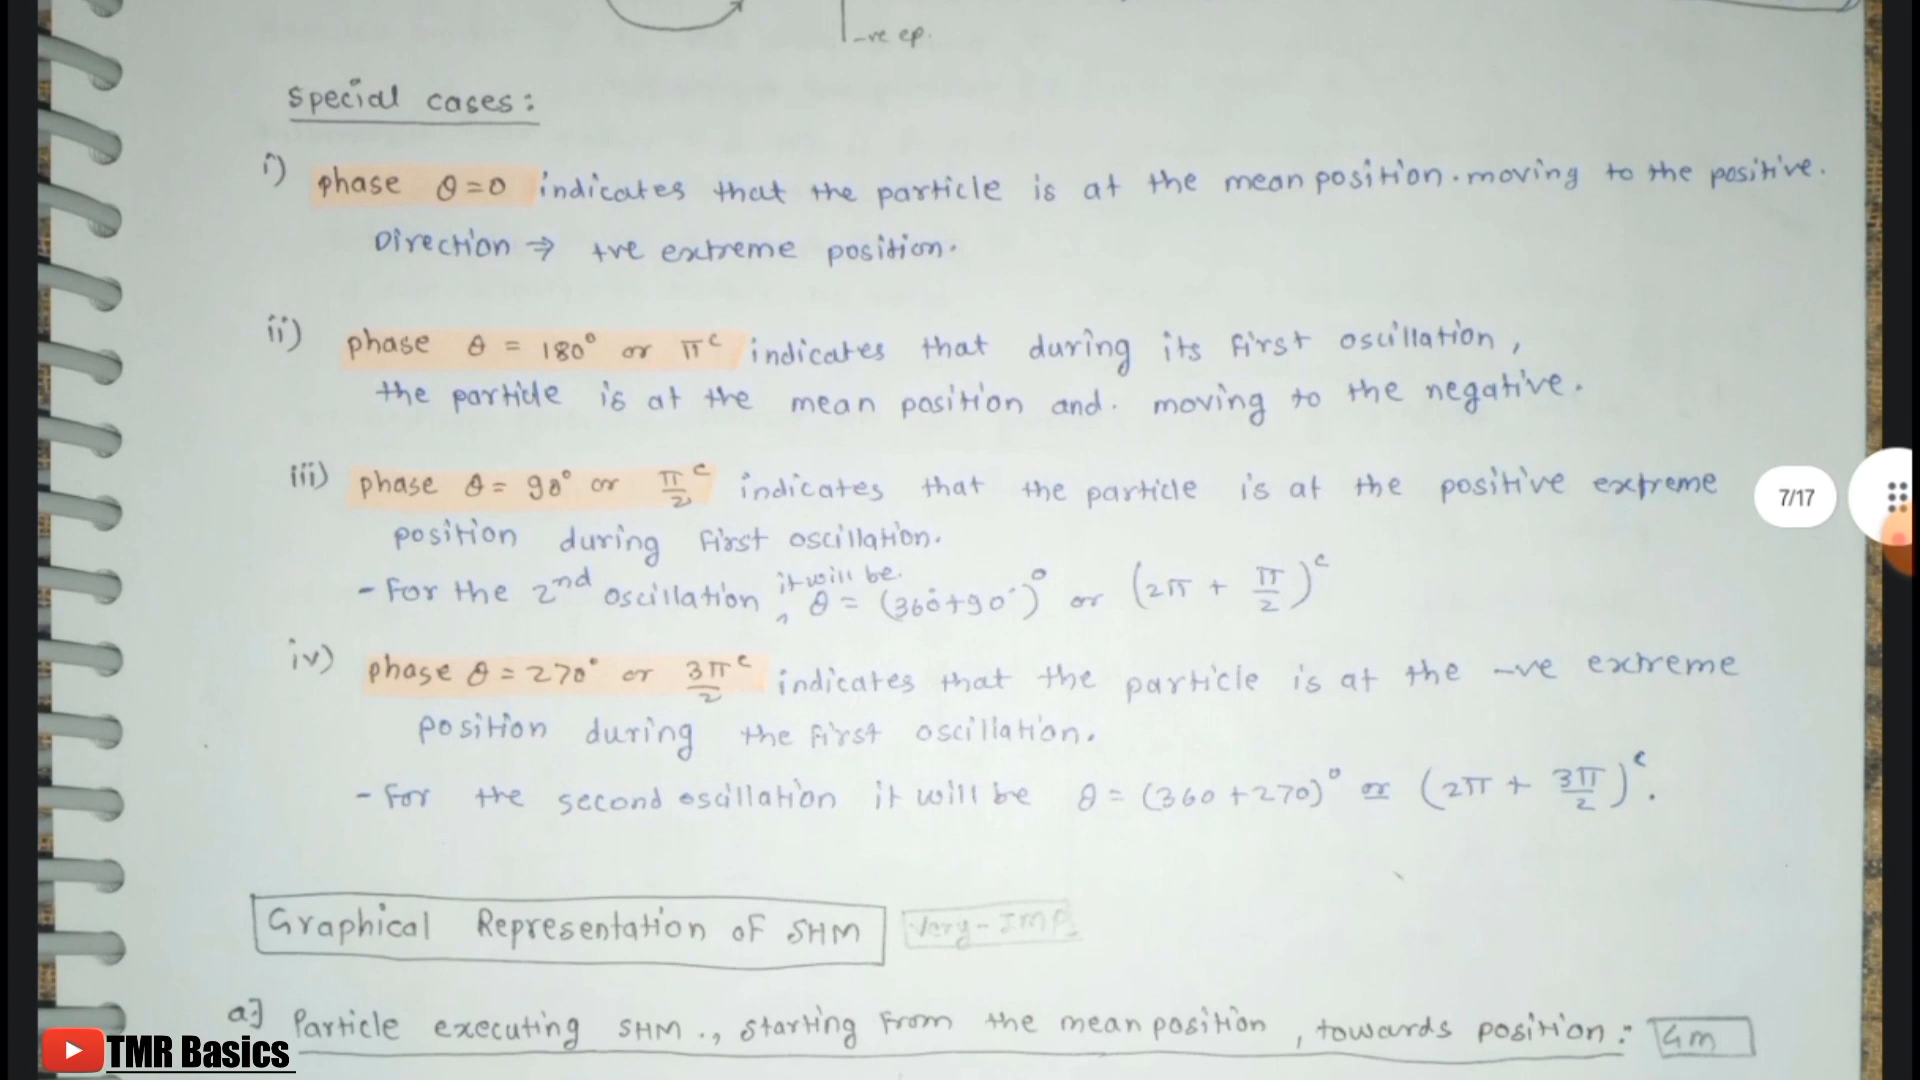 -ve ep.
Special cases:
i) phase θ=0 indicates that the particle is at the mean position. moving to the positive.
Direction ⇒ +ve extreme position.
ii) phase θ = 180° or π^c indicates that during its first oscillation,
the particle is at the mean position and. moving to the negative.
iii) phase θ = 90° or π/2^c indicates that the particle is at the positive extreme
position during first oscillation.
- For the 2nd oscillation, it will be. θ = (360+90)° or (2π + π/2)^c
iv) phase θ = 270° or 3π/2^c indicates that the particle is at the -ve extreme
position during the first oscillation.
- For the second oscillation it will be θ = (360+270)° or (2π + 3π/2)^c.
7/17
Graphical Representation of SHM Very-IMP.
a] Particle executing SHM., starting from the mean position, towards position: 4m
TMR Basics